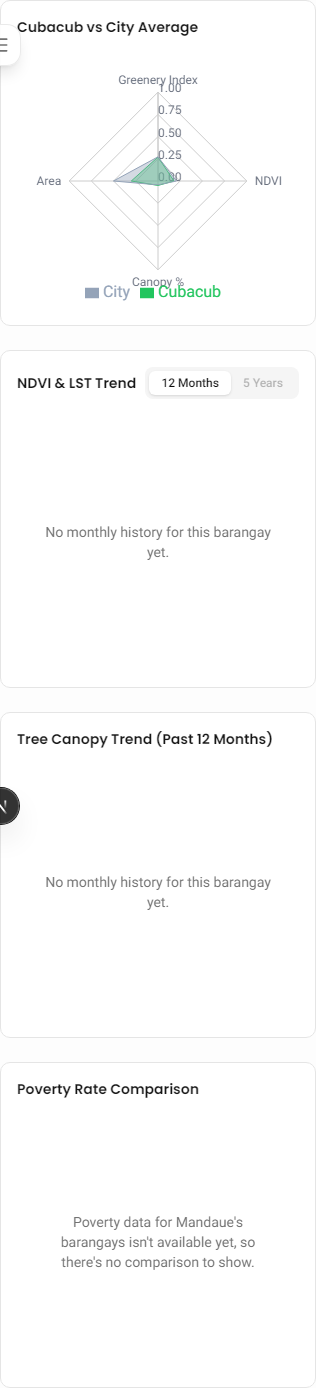 Cubacub vs City Average
Greenery Index
1.00
0.75
0.50
0.25
0.00
Area
NDVI
Canopy %
City
Cubacub
NDVI & LST Trend
12 Months
5 Years
No monthly history for this barangay
yet.
Tree Canopy Trend (Past 12 Months)
N
No monthly history for this barangay
yet.
Poverty Rate Comparison
Poverty data for Mandaue's
barangays isn't available yet, so
there's no comparison to show.